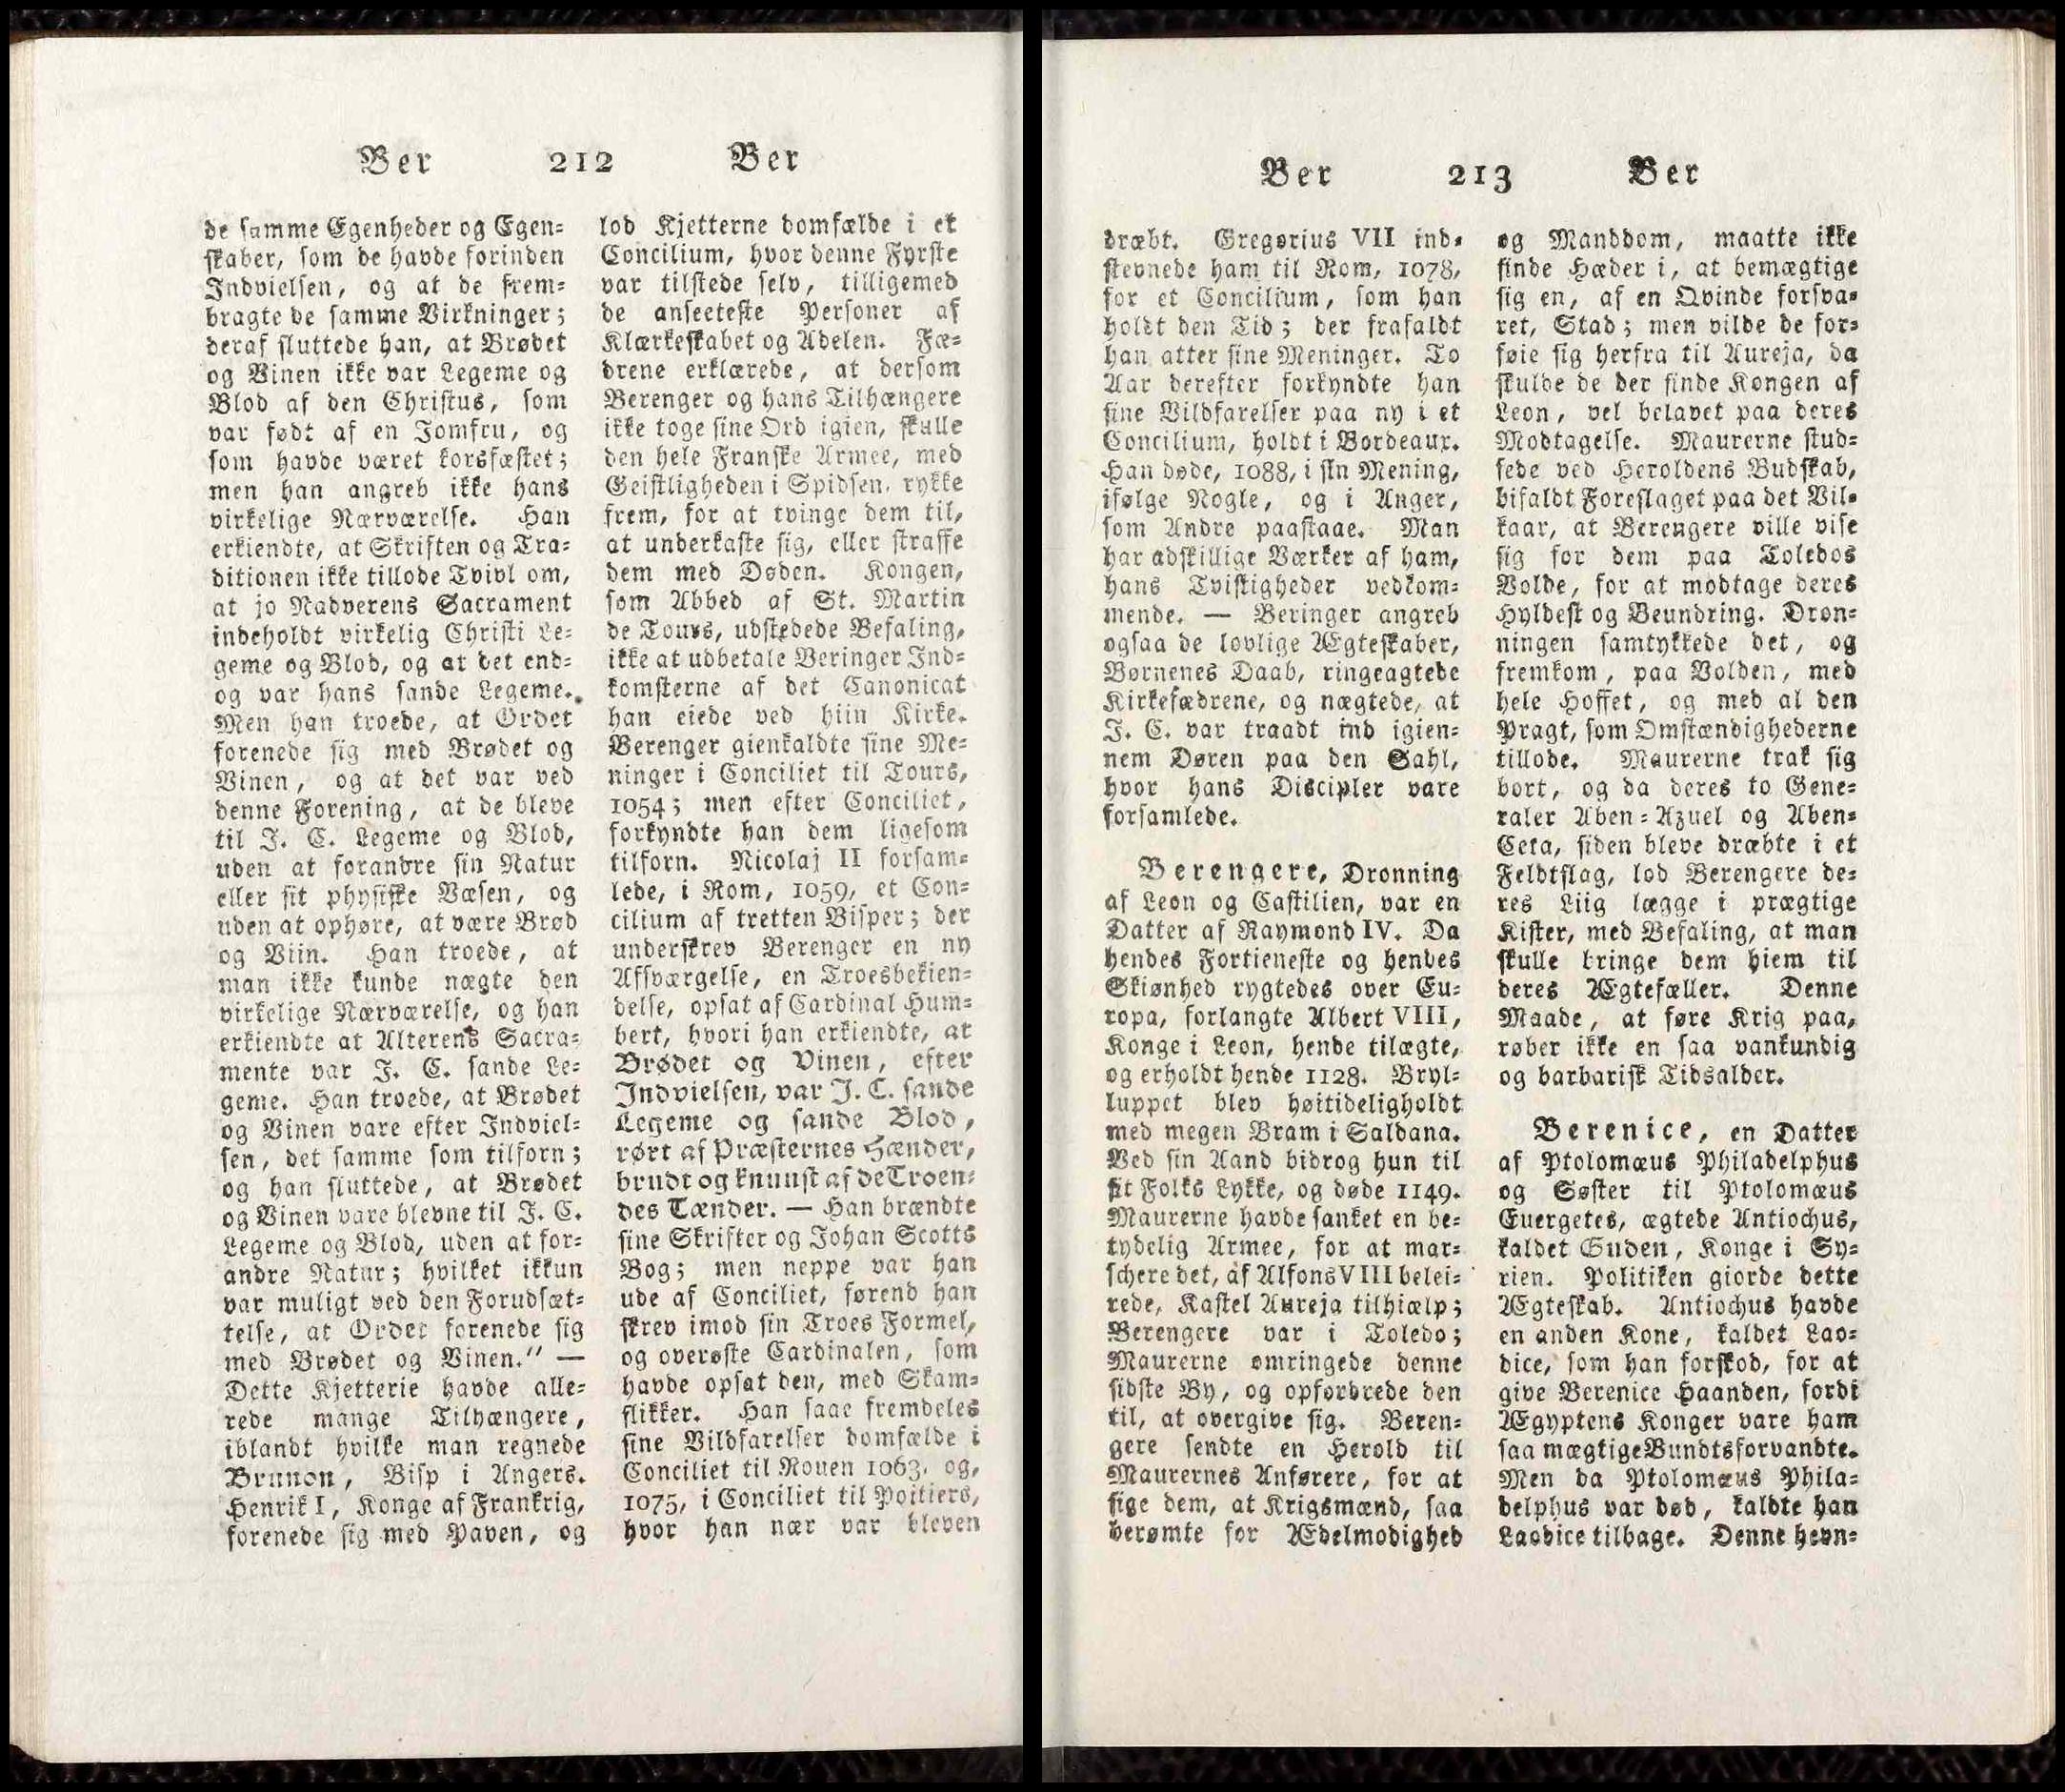 Ber 212 Ber
de samme Egenheder og Egen=
skaber, som de havde forinden
Indvielsen, og at de frem=
bragte de samme Virkninger;
deraf sluttede han, at Brødet
og Vinen ikke var Legeme og
Blod af den Christus, som
var født af en Jomfru, og
som havde været korsfæstet;
men han angreb ikke hans
virkelige Nærværelse. Han
erkiendte, at Skriften og Tra=
ditionen ikke tillode Tvivl om,
at jo Nadverens Sacrament
indeholdt virkelig Christi Le=
geme og Blod, og at det end=
og var hans sande Legeme.
Men han troede, at Ordet
forenede sig med Brødet og
Vinen, og at det var ved
denne Forening, at de bleve
til J. C. Legeme og Blod,
uden at forandre sin Natur
eller sit physiske Væsen, og
uden at ophøre, at være Brød
og Viin. Han troede, at
man ikke kunde nægte den
virkelige Nærværelse, og han
erkiendte at Alterens Sacra=
mente var J. C. sande Le=
geme. Han troede, at Brødet
og Vinen vare efter Indviel=
sen, det samme som tilforn;
og han sluttede, at Brødet
og Vinen vare blevne til J. C.
Legeme og Blod, uden at for=
andre Natur; hvilket ikkun
var muligt ved den Forudsæt=
telse, at Ordet forenede sig
med Brødet og Vinen." —
Dette Kjetterie havde alle=
rede mange Tilhængere,
iblandt hvilke man regnede
Brunon, Bisp i Angers.
Henrik I, Konge af Frankrig,
forenede sig med Paven, og
lod Kjetterne domfælde i et
Concilium, hvor denne Fyrste
var tilstede selv, tilligemed
de anseeteste Personer af
Klærkeskabet og Adelen. Fæ=
drene erklærede, at dersom
Berenger og hans Tilhængere
ikke toge sine Ord igien, skulle
den hele Franske Armee, med
Geistligheden i Spidsen, rykke
frem, for at tvinge dem til,
at underkaste sig, eller straffe
dem med Døden. Kongen,
som Abbed af St. Martin
de Tours, udstedede Befaling,
ikke at udbetale Beringer Ind=
komsterne af det Canonicat
han eiede ved hiin Kirke.
Berenger gienkaldte sine Me=
ninger i Conciliet til Tours,
1054; men efter Conciliet,
forkyndte han dem ligesom
tilforn. Nicolaj II forsam=
lede, i Rom, 1059, et Con=
cilium af tretten Bisper; der
underskrev Berenger en ny
Afsværgelse, en Troesbekien=
delse, opsat af Cardinal Hum=
bert, hvori han erkiendte, at
Brødet og Vinen, efter
Indvielsen, var J. C. sande
Legeme og sande Blod,
rørt af Præsternes Hænder,
brudt og knuust af de Troen=
des Tænder. — Han brændte
sine Skrifter og Johan Scotts
Bog; men neppe var han
ude af Conciliet, førend han
skrev imod sin Troes Formel,
og overøste Cardinalen, som
havde opsat den, med Skam=
flikker. Han saae fremdeles
sine Vildfarelser domfælde i
Conciliet til Rouen 1063, og,
1075, i Conciliet til Poitiers,
hvor han nær var bleven
Ber 213 Ber
dræbt. Gregorius VII ind=
stevnede ham til Rom, 1078,
for et Concilium, som han
holdt den Tid; der frafaldt
han atter sine Meninger. To
Aar derefter forkyndte han
sine Vildfarelser paa ny i et
Concilium, holdt i Bordeaux.
Han døde, 1088, i sin Mening,
ifølge Nogle, og i Anger,
som Andre paastaae. Man
har adskillige Værker af ham,
hans Tvistigheder vedkom=
mende. — Beringer angreb
ogsaa de lovlige Ægteskaber,
Børnenes Daab, ringeagtede
Kirkefædrene, og nægtede, at
J. C. var traadt ind igien=
nem Døren paa den Sahl,
hvor hans Discipler vare
forsamlede.
Berengere, Dronning
af Leon og Castilien, var en
Datter af Raymond IV. Da
hendes Fortieneste og hendes
Skiønhed rygtedes over Eu=
ropa, forlangte Albert VIII,
Konge i Leon, hende tilægte,
og erholdt hende 1128. Bryl=
luppet blev høitideligholdt
med megen Bram i Saldana.
Ved sin Aand bidrog hun til
sit Folks Lykke, og døde 1149.
Maurerne havde sanket en be=
tydelig Armee, for at mar=
schere det, af Alfons VIII belei=
rede, Kastel Aureja tilhiælp;
Berengere var i Toledo;
Maurerne omringede denne
sidste By, og opfordrede den
til, at overgive sig. Beren=
gere sendte en Herold til
Maurernes Anførere, for at
sige dem, at Krigsmænd, saa
berømte for Ædelmodighed
og Manddom, maatte ikke
finde Hæder i, at bemægtige
sig en, af en Qvinde forsva=
ret, Stad; men vilde de for=
føie sig herfra til Aureja, da
skulde de der finde Kongen af
Leon, vel belavet paa deres
Modtagelse. Maurerne stud=
sede ved Heroldens Budskab,
bifaldt Foreslaget paa det Vil=
kaar, at Berengere ville vise
sig for dem paa Toledos
Volde, for at modtage deres
Hyldest og Beundring. Dron=
ningen samtykkede det, og
fremkom, paa Volden, med
hele Hoffet, og med al den
Pragt, som Omstændighederne
tillode. Maurerne trak sig
bort, og da deres to Gene=
raler Aben=Azuel og Aben=
Ceta, siden bleve dræbte i et
Feldtslag, lod Berengere de=
res Liig lægge i prægtige
Kister, med Befaling, at man
skulle bringe dem hiem til
deres Ægtefæller. Denne
Maade, at føre Krig paa,
røber ikke en saa vankundig
og barbarisk Tidsalder.
Berenice, en Datter
af Ptolomæus Philadelphus
og Søster til Ptolomæus
Euergetes, ægtede Antiochus,
kaldet Guden, Konge i Sy=
rien. Politiken giorde dette
Ægteskab. Antiochus havde
en anden Kone, kaldet Lao=
dice, som han forskod, for at
give Berenice Haanden, fordi
Ægyptens Konger vare ham
saa mægtige Bundtsforvandte.
Men da Ptolomæus Phila=
delphus var død, kaldte han
Laodice tilbage. Denne hevn=